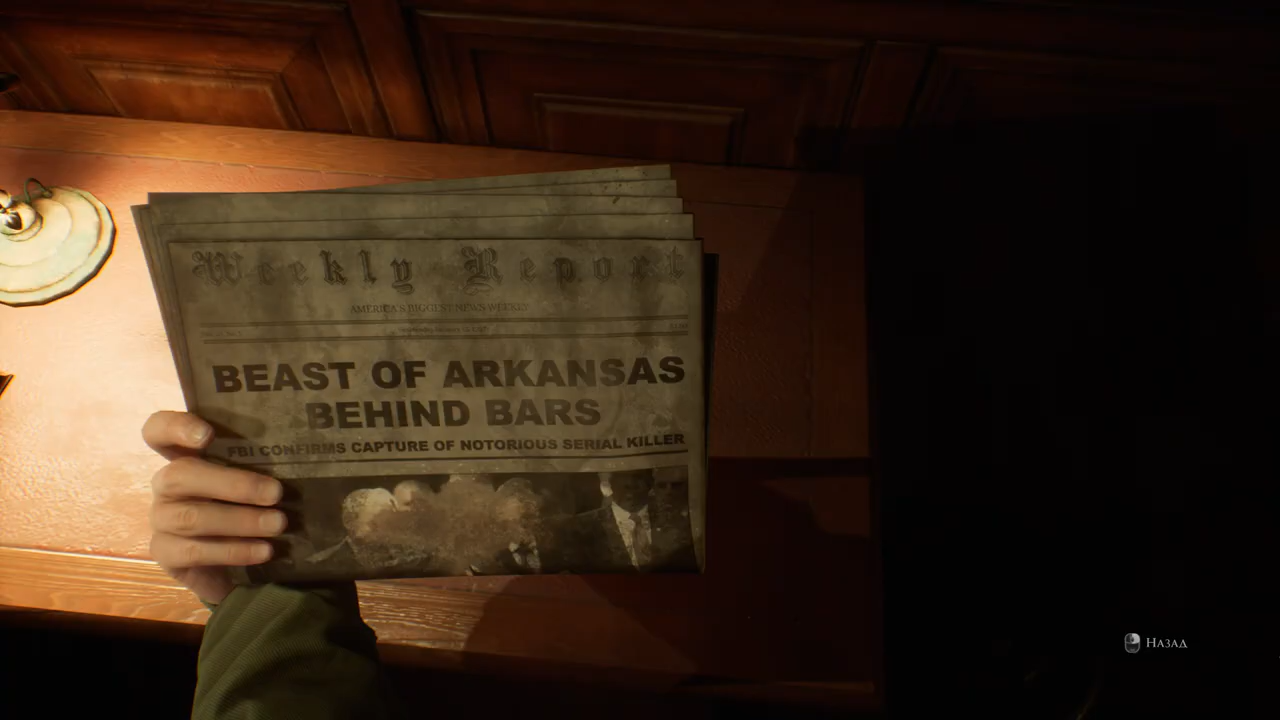 Weekly Report
AMERICA'S BIGGEST NEWS WEEKLY
BEAST OF ARKANSAS
BEHIND BARS
FBI CONFIRMS CAPTURE OF NOTORIOUS SERIAL KILLER
Назад